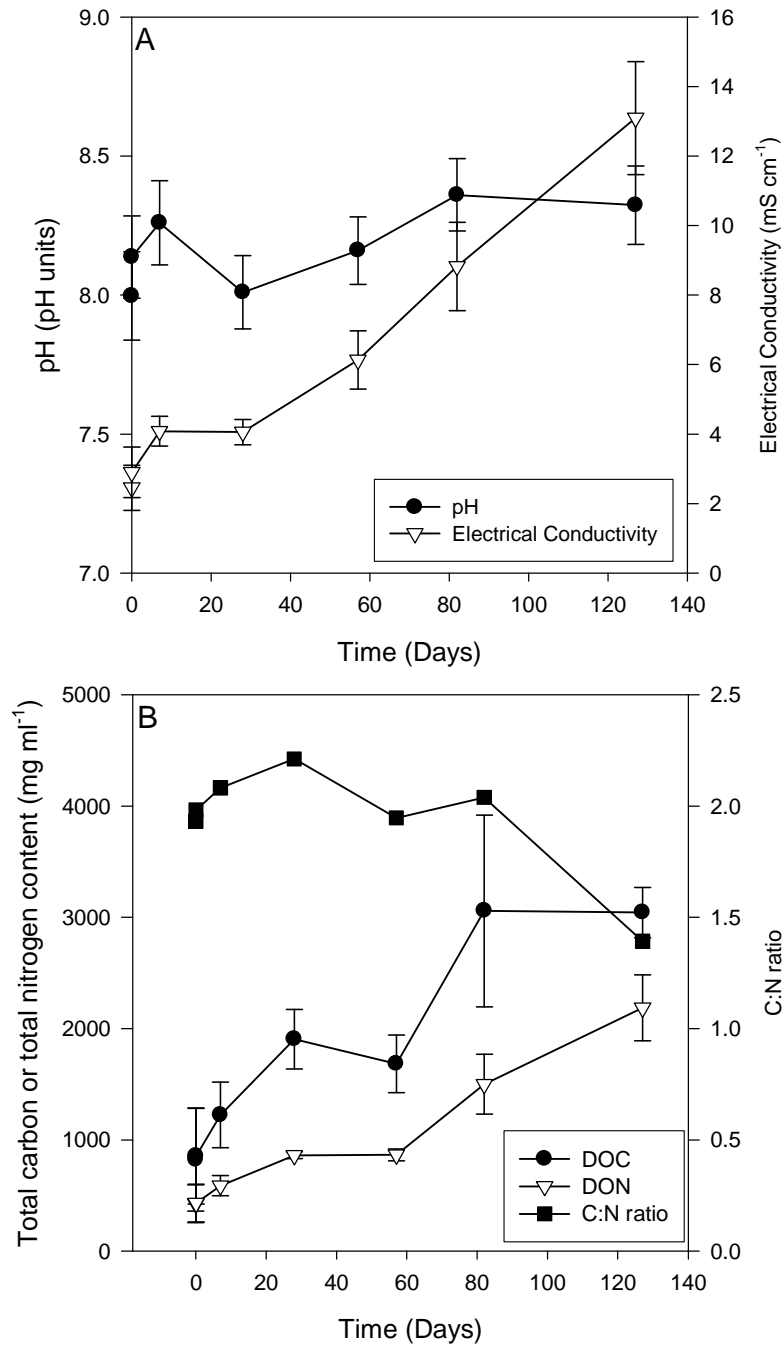 A
9.0
8.5
8.0
7.5
7.0
pH (pH units)
16
14
12
10
8
6
4
2
0
Electrical Conductivity (mS cm⁻¹)
pH
Electrical Conductivity
0 20 40 60 80 100 120 140
Time (Days)
B
5000
4000
3000
2000
1000
0
Total carbon or total nitrogen content (mg ml⁻¹)
2.5
2.0
1.5
1.0
0.5
0.0
C:N ratio
DOC
DON
C:N ratio
0 20 40 60 80 100 120 140
Time (Days)